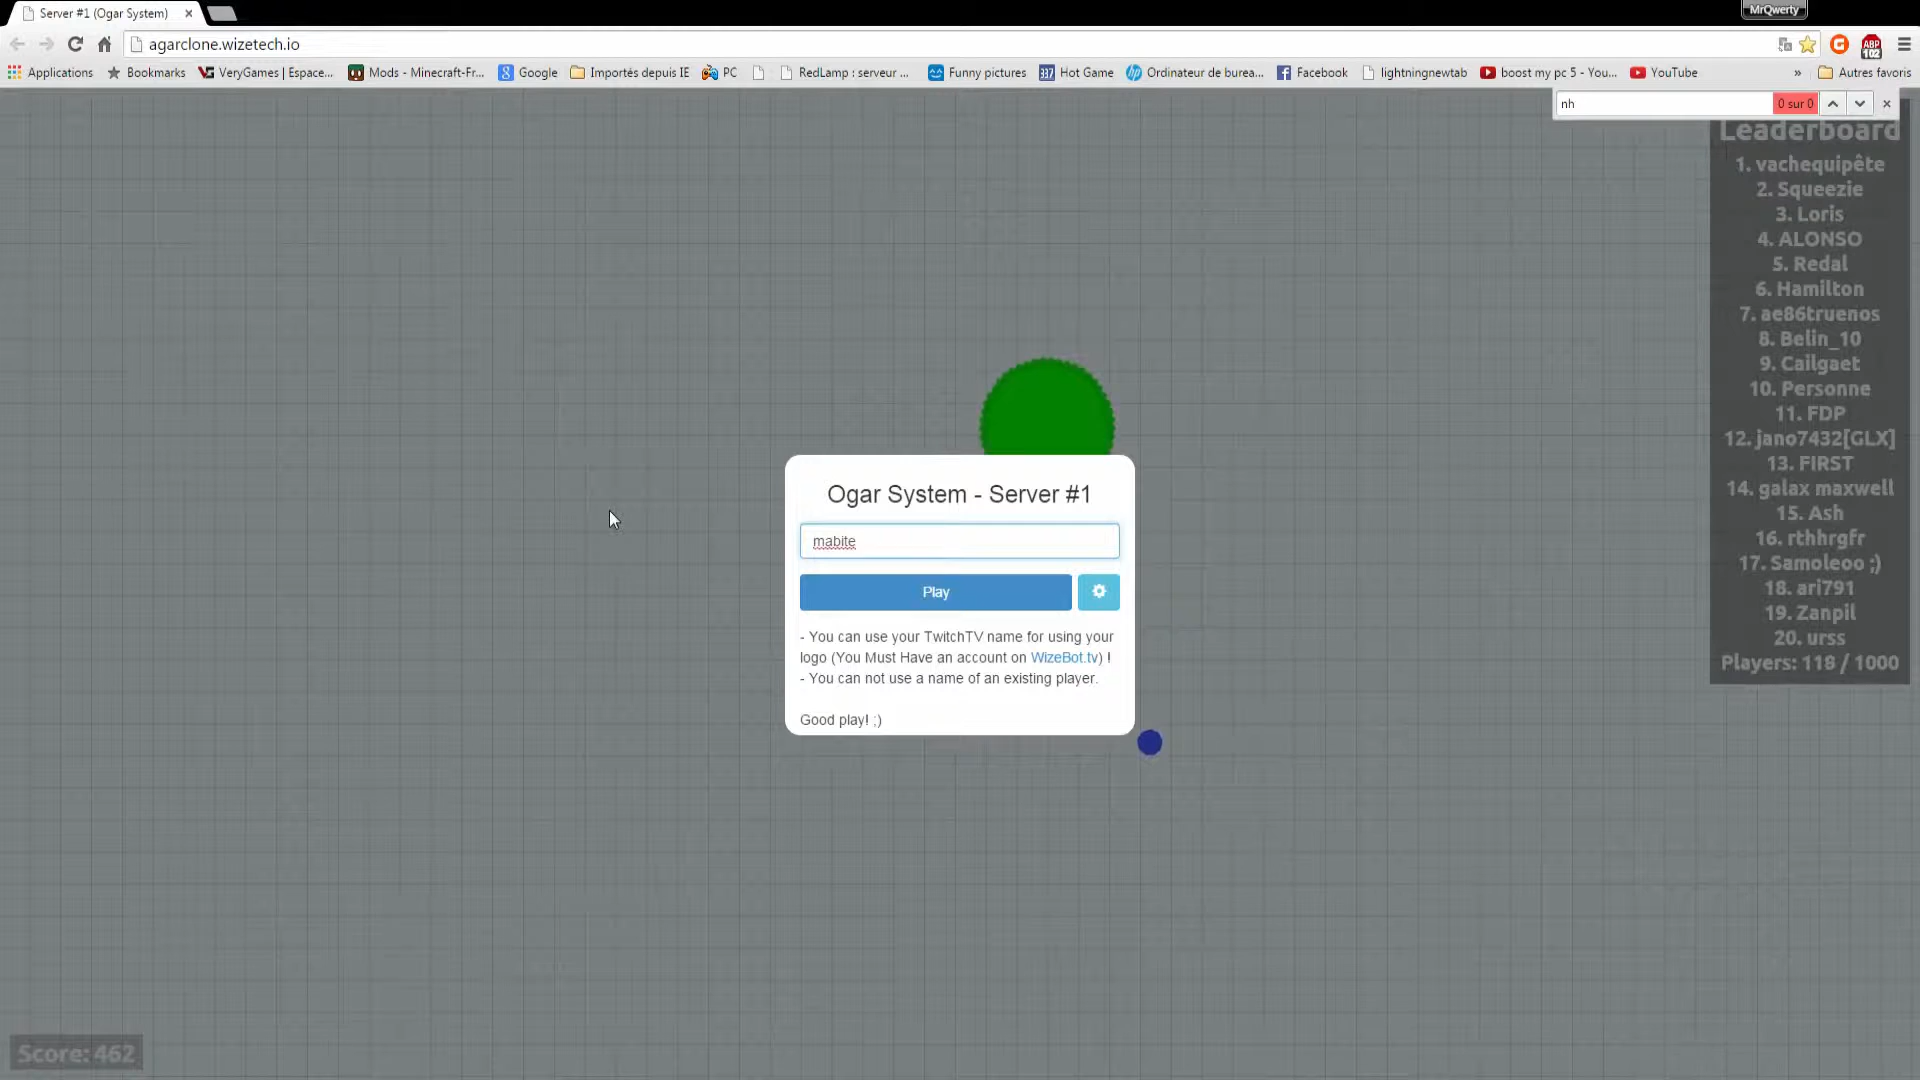 Server #1 (Ogar System)
MrQwerty
agarclone.wizetech.io
ABP
102
Applications
Bookmarks
VeryGames | Espace...
Mods - Minecraft-Fr...
Google
Importés depuis IE
PC
RedLamp : serveur ...
Funny pictures
337 Hot Game
Ordinateur de burea...
Facebook
lightningnewtab
boost my pc 5 - You...
YouTube
»
Autres favoris
nh
0 sur 0
Leaderboard
1. vachequipête
2. Squeezie
3. Loris
4. ALONSO
5. Redal
6. Hamilton
7. ae86truenos
8. Belin_10
9. Cailgaet
10. Personne
11. FDP
12. jano7432[GLX]
13. FIRST
14. galax maxwell
15. Ash
16. rthhrgfr
17. Samoleoo ;)
18. ari791
19. Zanpil
20. urss
Players: 118 / 1000
Ogar System - Server #1
mabite
Play
- You can use your TwitchTV name for using your
logo (You Must Have an account on WizeBot.tv) !
- You can not use a name of an existing player.
Good play! ;)
Score: 462